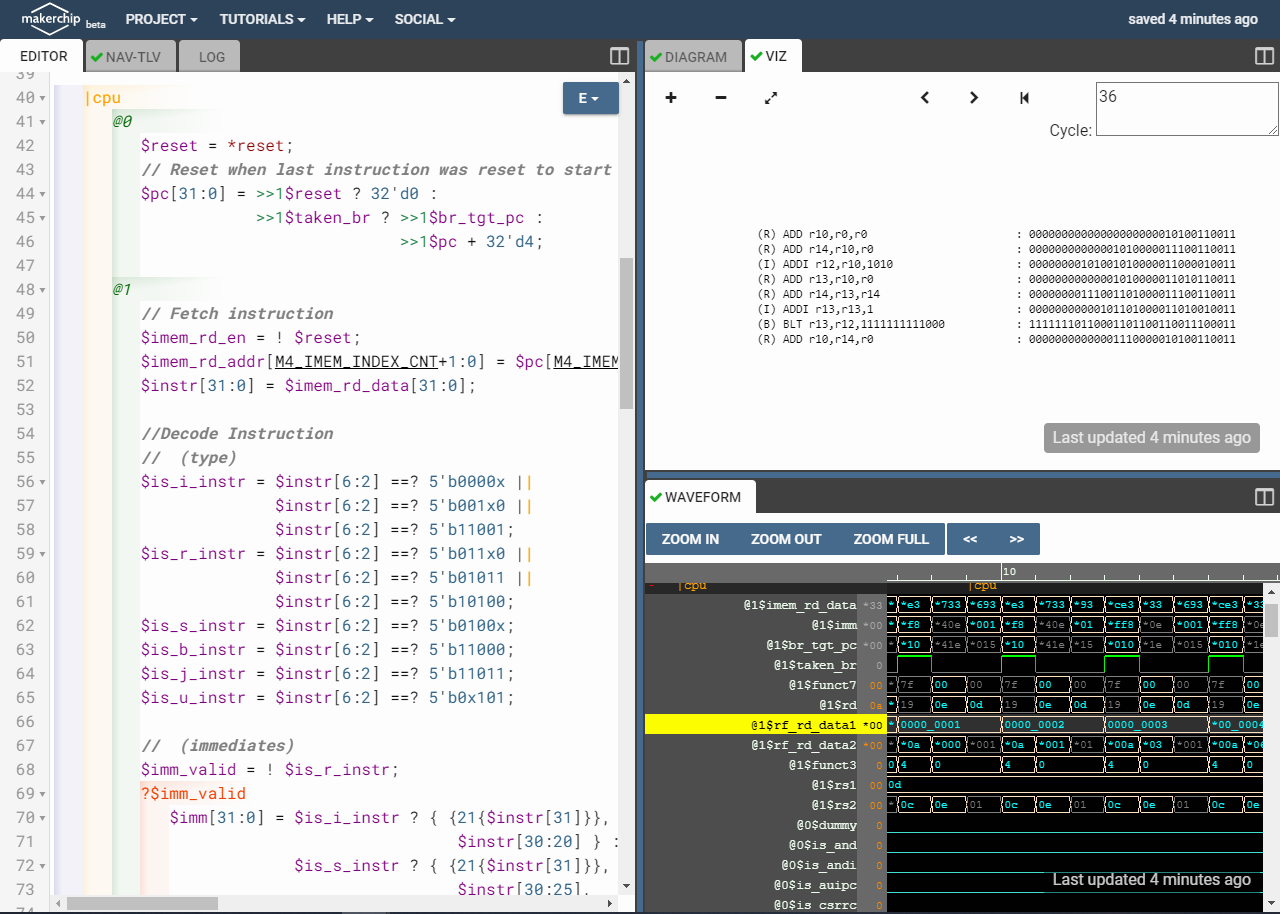 makerchip beta PROJECT TUTORIALS HELP SOCIAL saved 4 minutes ago
EDITOR NAV-TLV LOG
39
40 |cpu
E
41 @0
42 $reset = *reset;
43 // Reset when last instruction was reset to start
44 $pc[31:0] = >>1$reset ? 32'd0 :
45 >>1$taken_br ? >>1$br_tgt_pc :
46 >>1$pc + 32'd4;
47
48 @1
49 // Fetch instruction
50 $imem_rd_en = ! $reset;
51 $imem_rd_addr[M4_IMEM_INDEX_CNT+1:0] = $pc[M4_IMEM
52 $instr[31:0] = $imem_rd_data[31:0];
53
54 //Decode Instruction
55 // (type)
56 $is_i_instr = $instr[6:2] ==? 5'b0000x ||
57 $instr[6:2] ==? 5'b001x0 ||
58 $instr[6:2] ==? 5'b11001;
59 $is_r_instr = $instr[6:2] ==? 5'b011x0 ||
60 $instr[6:2] ==? 5'b01011 ||
61 $instr[6:2] ==? 5'b10100;
62 $is_s_instr = $instr[6:2] ==? 5'b0100x;
63 $is_b_instr = $instr[6:2] ==? 5'b11000;
64 $is_j_instr = $instr[6:2] ==? 5'b11011;
65 $is_u_instr = $instr[6:2] ==? 5'b0x101;
66
67 // (immediates)
68 $imm_valid = ! $is_r_instr;
69 ?$imm_valid
70 $imm[31:0] = $is_i_instr ? { {21{$instr[31]}},
71 $instr[30:20] } :
72 $is_s_instr ? { {21{$instr[31]}},
73 $instr[30:25],
74
DIAGRAM VIZ
Cycle: 36
(R) ADD r10,r0,r0 : 00000000000000000000010100110011
(R) ADD r14,r10,r0 : 00000000000001010000011100110011
(I) ADDI r12,r10,1010 : 00000000101001010000011000010011
(R) ADD r13,r10,r0 : 00000000000001010000011010110011
(R) ADD r14,r13,r14 : 00000000111001101000011100110011
(I) ADDI r13,r13,1 : 00000000000101101000011010010011
(B) BLT r13,r12,1111111111000 : 11111110110001101100110011100011
(R) ADD r10,r14,r0 : 00000000000001110000010100110011
Last updated 4 minutes ago
WAVEFORM
ZOOM IN ZOOM OUT ZOOM FULL << >>
10
|cpu |cpu
@1$imem_rd_data *33 * *e3 *733 *693 *e3 *733 *93 *ce3 *33 *693 *ce3 *33
@1$imm *00 * *f8 *40e *001 *f8 *40e *01 *ff8 *0e *001 *ff8 *0e
@1$br_tgt_pc *00 * *10 *41e *015 *10 *41e *15 *010 *1e *015 *010 *1e
@1$taken_br 0
@1$funct7 00 * 7f 00 00 7f 00 00 7f 00 00 7f 00
@1$rd 0a * 19 0e 0d 19 0e 0d 19 0e 0d 19 0e
@1$rf_rd_data1 *00 * 0000_0001 0000_0002 0000_0003 *00_0004
@1$rf_rd_data2 *00 * *0a *000 *001 *0a *001 *01 *00a *03 *001 *00a *06
@1$funct3 0 0 4 0 4 0 4 0 4 0
@1$rs1 00 0d
@1$rs2 00 * 0c 0e 01 0c 0e 01 0c 0e 01 0c 0e
@0$dummy 0
@0$is_and 0
@0$is_andi 0
@0$is_auipc 0
@0$is_csrrc 0
Last updated 4 minutes ago